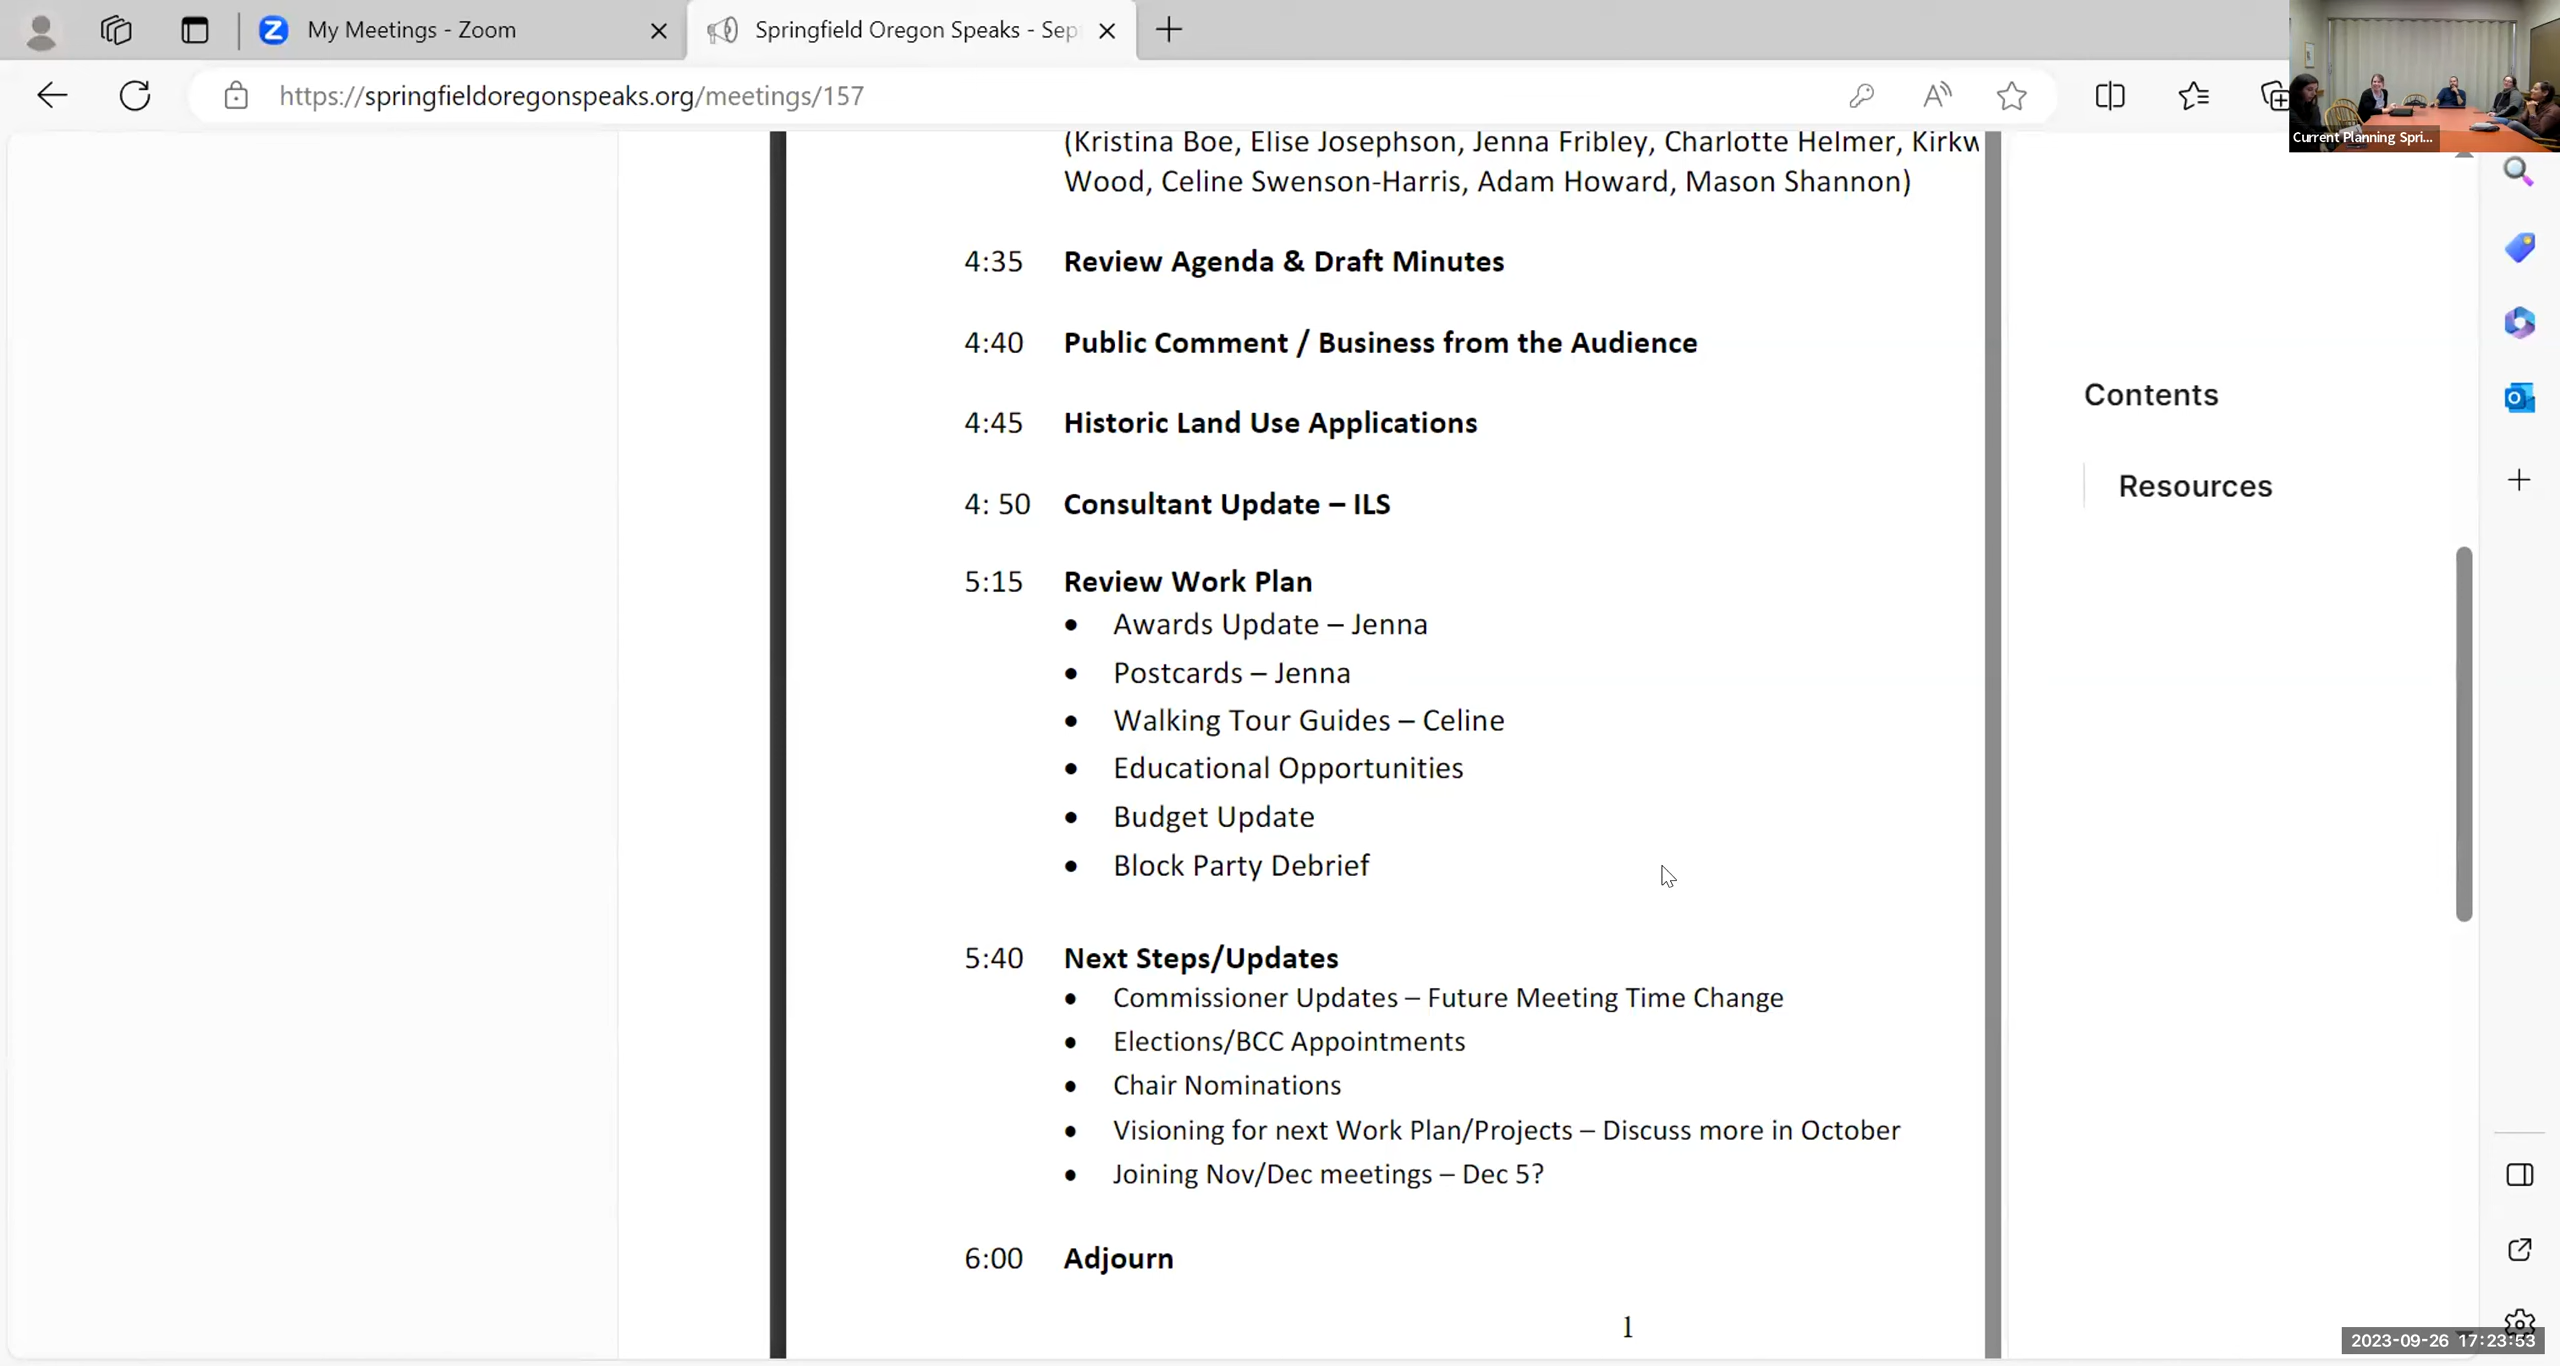 My Meetings - Zoom
Springfield Oregon Speaks - Sep
https://springfieldoregonspeaks.org/meetings/157
Current Planning Spri...
(Kristina Boe, Elise Josephson, Jenna Fribley, Charlotte Helmer, Kirkw
Wood, Celine Swenson-Harris, Adam Howard, Mason Shannon)
4:35 Review Agenda & Draft Minutes
4:40 Public Comment / Business from the Audience
Contents
4:45 Historic Land Use Applications
Resources
4: 50 Consultant Update – ILS
5:15 Review Work Plan
• Awards Update – Jenna
• Postcards – Jenna
• Walking Tour Guides – Celine
• Educational Opportunities
• Budget Update
• Block Party Debrief
5:40 Next Steps/Updates
• Commissioner Updates – Future Meeting Time Change
• Elections/BCC Appointments
• Chair Nominations
• Visioning for next Work Plan/Projects – Discuss more in October
• Joining Nov/Dec meetings – Dec 5?
6:00 Adjourn
1
2023-09-26 17:23:53